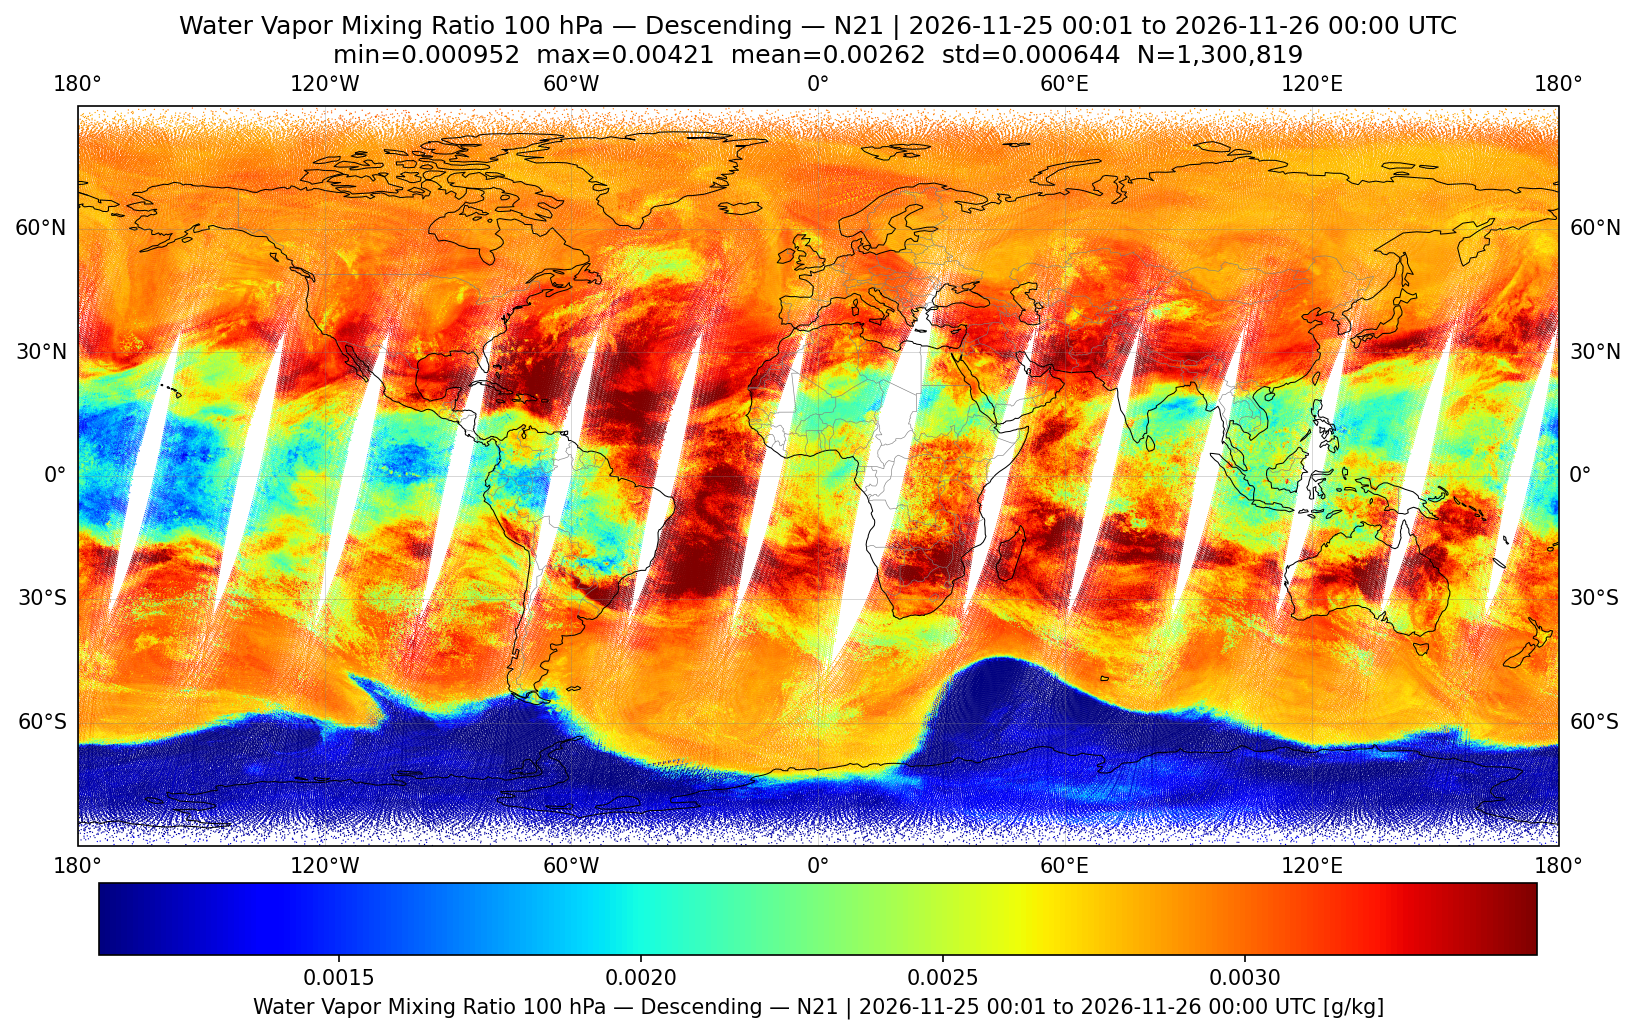 Water Vapor Mixing Ratio 100 hPa — Descending — N21 | 2026-11-25 00:01 to 2026-11-26 00:00 UTC
min=0.000952  max=0.00421  mean=0.00262  std=0.000644  N=1,300,819
180° 120°W 60°W 0° 60°E 120°E 180°
60°N 60°N
30°N 30°N
0° 0°
30°S 30°S
60°S 60°S
180° 120°W 60°W 0° 60°E 120°E 180°
0.0015 0.0020 0.0025 0.0030
Water Vapor Mixing Ratio 100 hPa — Descending — N21 | 2026-11-25 00:01 to 2026-11-26 00:00 UTC [g/kg]